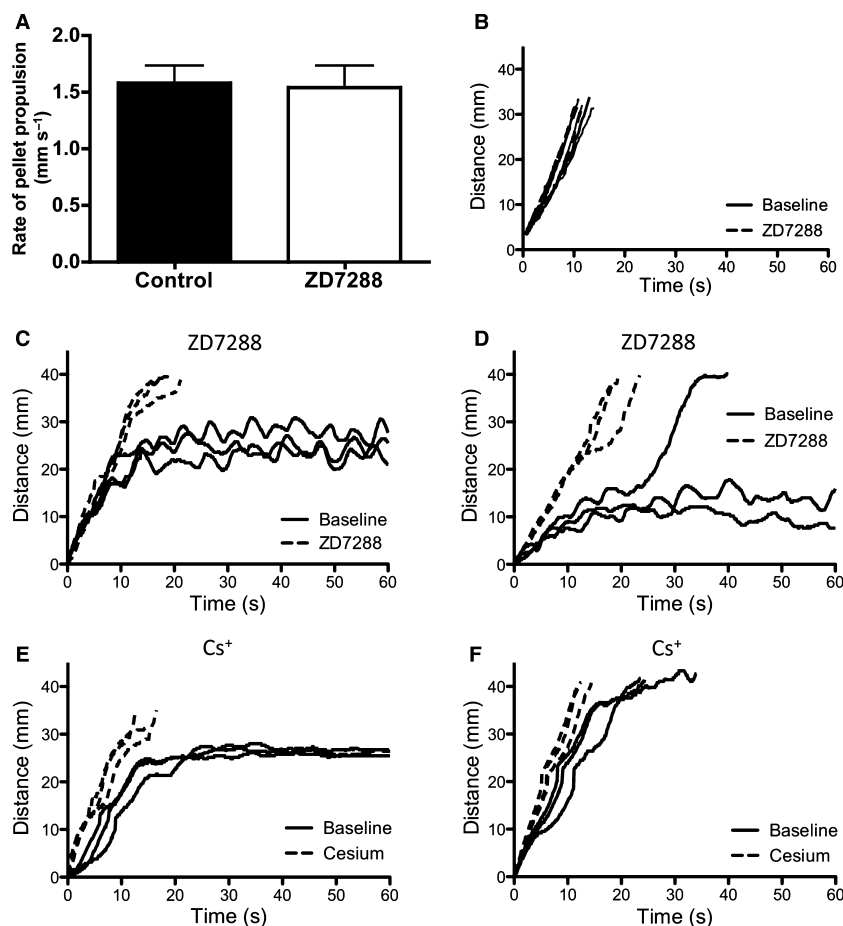 A
Rate of pellet propulsion
(mm s⁻¹)
2.0
1.5
1.0
0.5
0.0
Control
ZD7288
B
Distance (mm)
40
30
20
10
0
0 10 20 30 40 50 60
Time (s)
Baseline
ZD7288
C
ZD7288
Distance (mm)
40
30
20
10
0
0 10 20 30 40 50 60
Time (s)
Baseline
ZD7288
D
ZD7288
Distance (mm)
40
30
20
10
0
0 10 20 30 40 50 60
Time (s)
Baseline
ZD7288
E
Cs⁺
Distance (mm)
40
30
20
10
0
0 10 20 30 40 50 60
Time (s)
Baseline
Cesium
F
Cs⁺
Distance (mm)
40
30
20
10
0
0 10 20 30 40 50 60
Time (s)
Baseline
Cesium